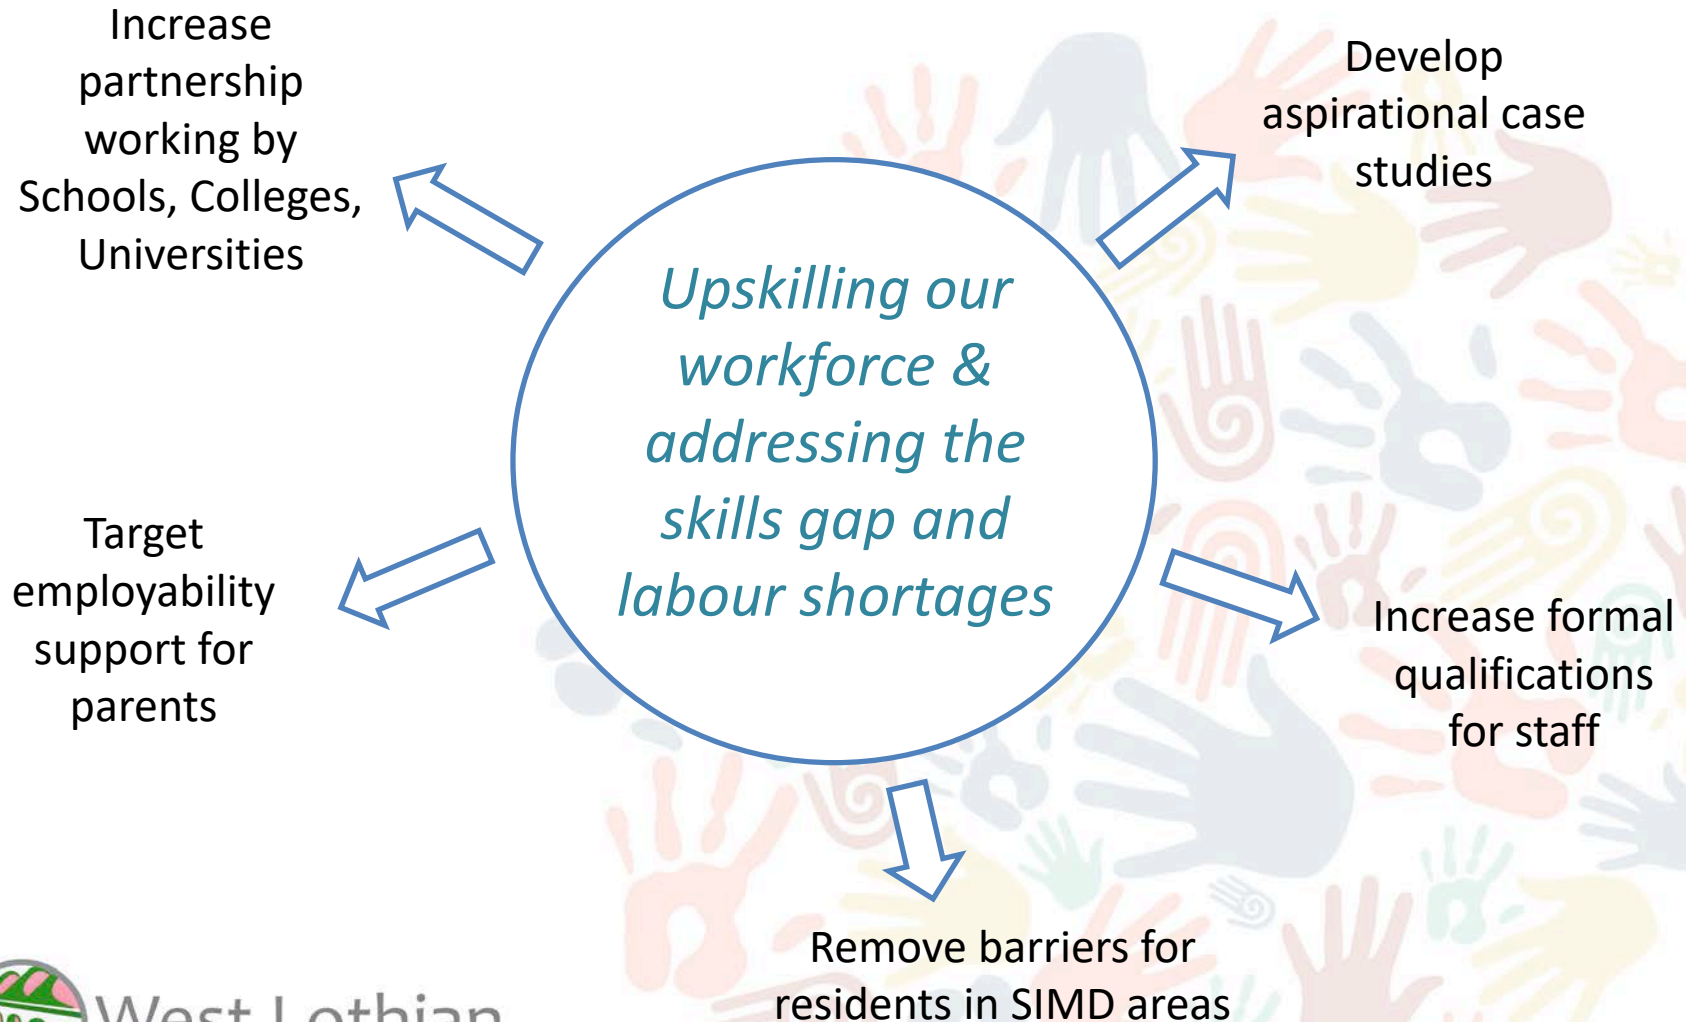 Increase
partnership
working by
Schools, Colleges,
Universities
Develop
aspirational case
studies
Upskilling our
workforce &
addressing the
skills gap and
labour shortages
Target
employability
support for
parents
Increase formal
qualifications
for staff
Remove barriers for
residents in SIMD areas
West Lothian